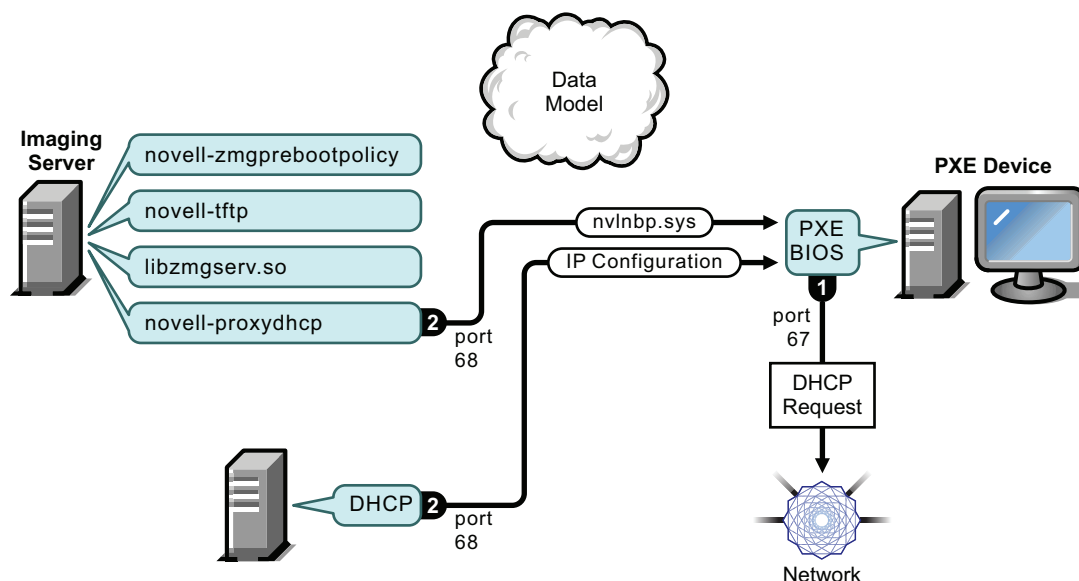 Data
Model
Imaging
Server
novell-zmgprebootpolicy
novell-tftp
libzmgserv.so
novell-proxydhcp
2
port
68
nvlnbp.sys
IP Configuration
PXE
BIOS
PXE Device
1
port
67
DHCP
Request
DHCP
2
port
68
Network